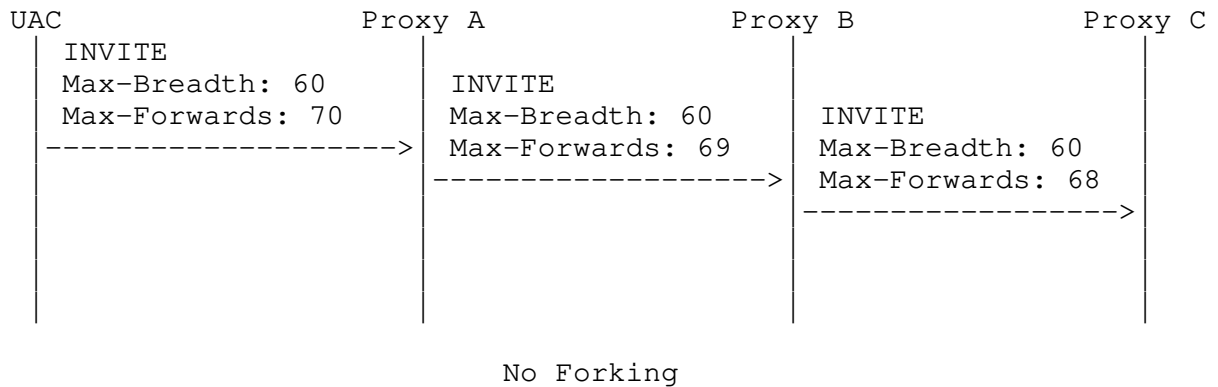 UAC Proxy A Proxy B Proxy C
INVITE
Max-Breadth: 60 INVITE
Max-Forwards: 70 Max-Breadth: 60 INVITE
-------------------> Max-Forwards: 69 Max-Breadth: 60
-------------------> Max-Forwards: 68
------------------>
No Forking